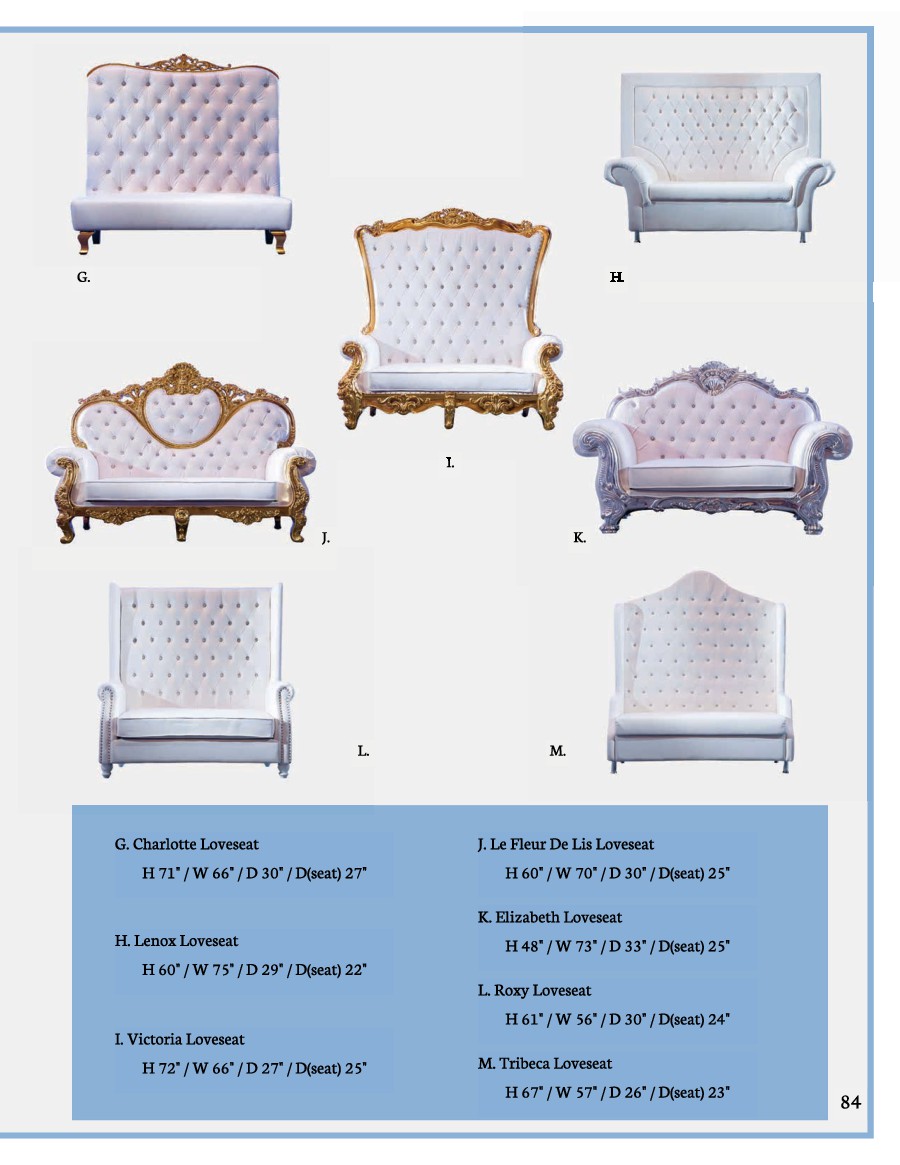 G.
H.
I.
J.
K.
L.
M.
G. Charlotte Loveseat
H 71" / W 66" / D 30" / D(seat) 27"
H. Lenox Loveseat
H 60" / W 75" / D 29" / D(seat) 22"
I. Victoria Loveseat
H 72" / W 66" / D 27" / D(seat) 25"
J. Le Fleur De Lis Loveseat
H 60" / W 70" / D 30" / D(seat) 25"
K. Elizabeth Loveseat
H 48" / W 73" / D 33" / D(seat) 25"
L. Roxy Loveseat
H 61" / W 56" / D 30" / D(seat) 24"
M. Tribeca Loveseat
H 67" / W 57" / D 26" / D(seat) 23"
84